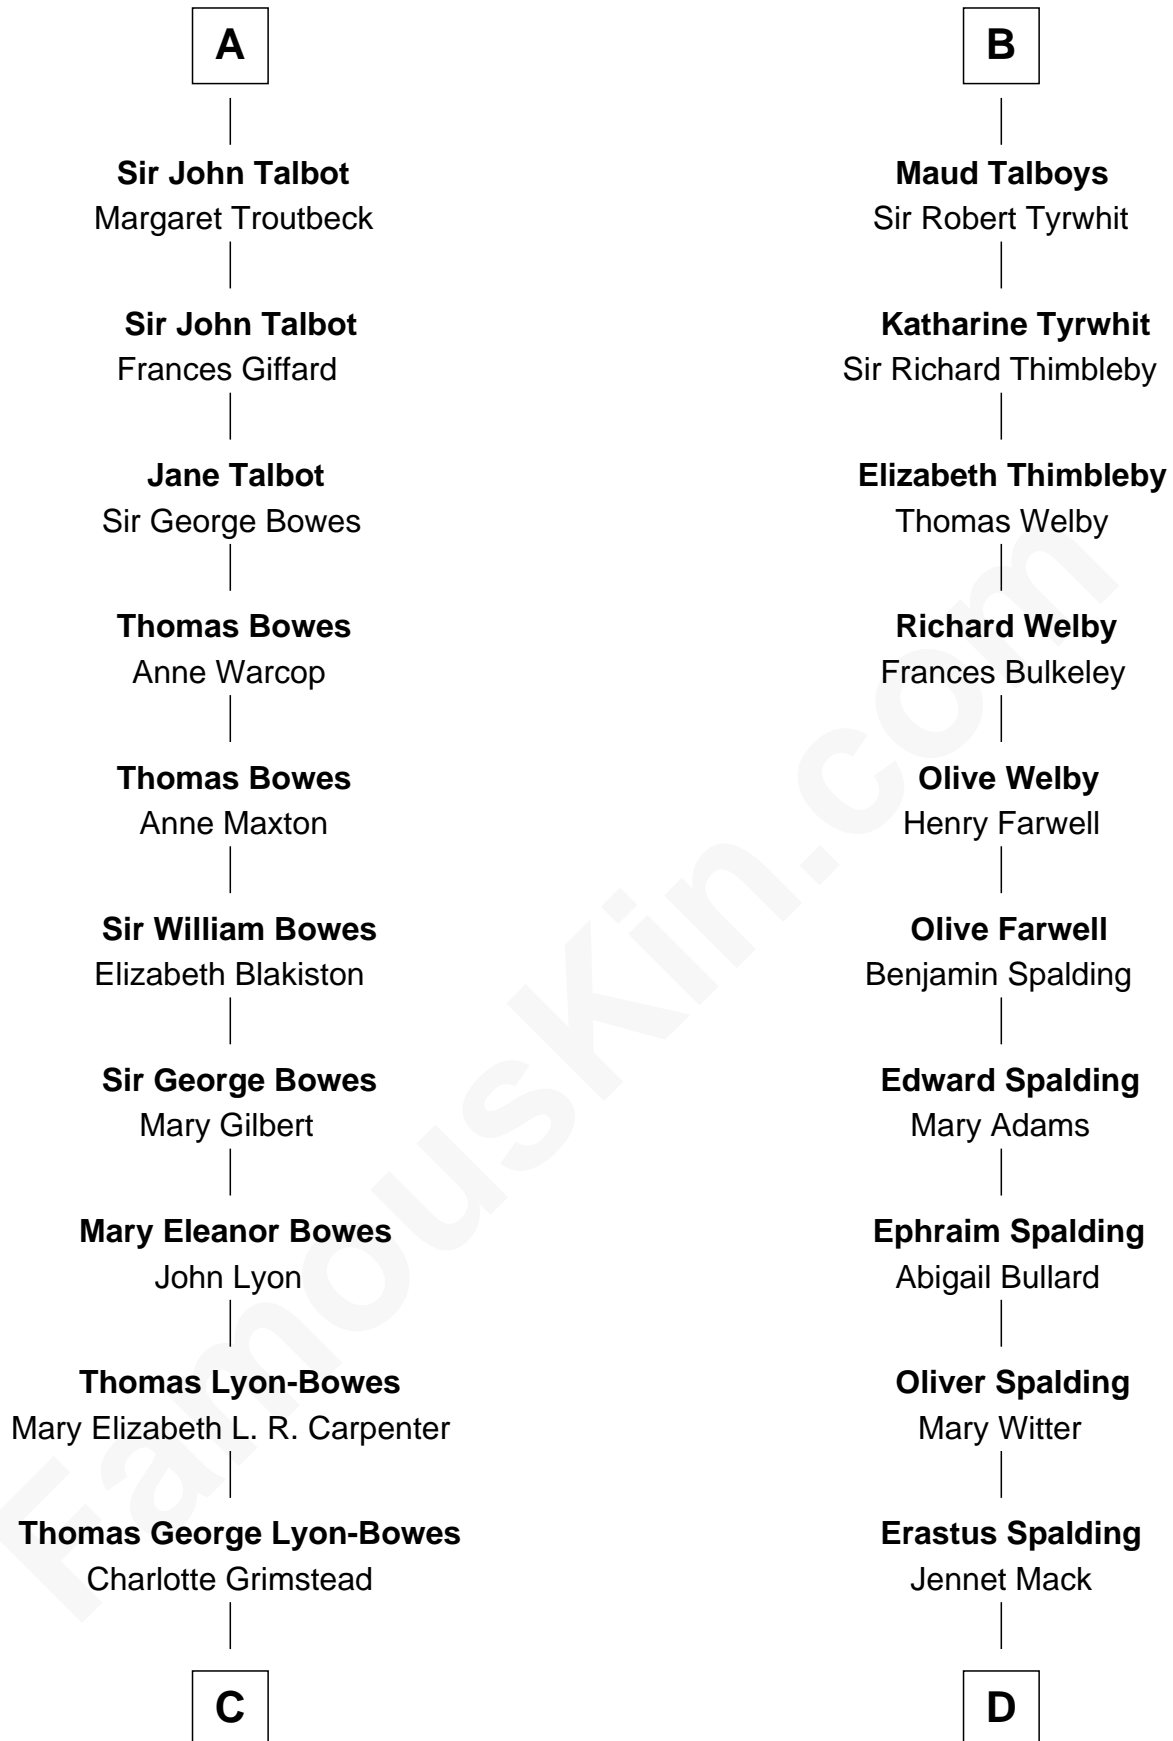 A
Sir John Talbot
Margaret Troutbeck
Sir John Talbot
Frances Giffard
Jane Talbot
Sir George Bowes
Thomas Bowes
Anne Warcop
Thomas Bowes
Anne Maxton
Sir William Bowes
Elizabeth Blakiston
Sir George Bowes
Mary Gilbert
Mary Eleanor Bowes
John Lyon
Thomas Lyon-Bowes
Mary Elizabeth L. R. Carpenter
Thomas George Lyon-Bowes
Charlotte Grimstead
C
B
Maud Talboys
Sir Robert Tyrwhit
Katharine Tyrwhit
Sir Richard Thimbleby
Elizabeth Thimbleby
Thomas Welby
Richard Welby
Frances Bulkeley
Olive Welby
Henry Farwell
Olive Farwell
Benjamin Spalding
Edward Spalding
Mary Adams
Ephraim Spalding
Abigail Bullard
Oliver Spalding
Mary Witter
Erastus Spalding
Jennet Mack
D
FamousKin.com